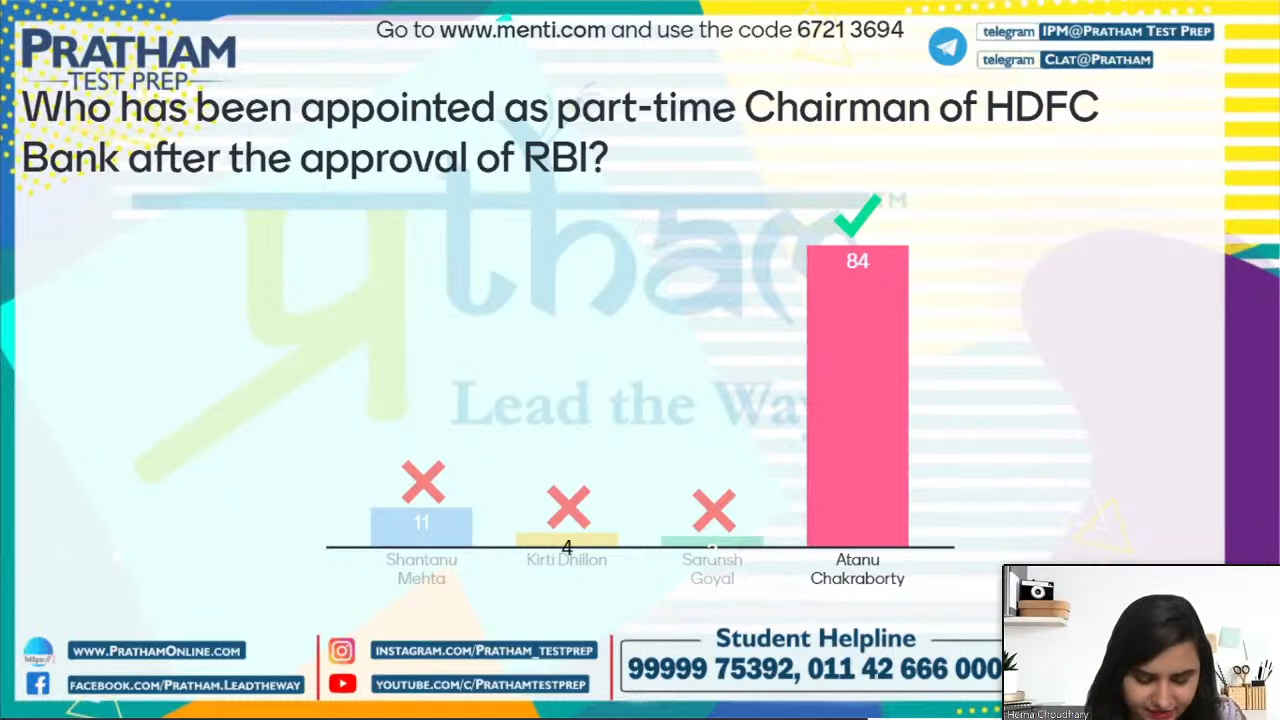 Go to www.menti.com and use the code 6721 3694
PRATHAM
TEST PREP
telegram IPM@PRATHAM TEST PREP
telegram CLAT@PRATHAM
Who has been appointed as part-time Chairman of HDFC
Bank after the approval of RBI?
TM
Lead the Way
84
11
4
Shantanu
Mehta
Kirti Dhillon
Goyal
Atanu
Chakraborty
WWW.PRATHAMONLINE.COM
FACEBOOK.COM/PRATHAM.LEADTHEWAY
INSTAGRAM.COM/PRATHAM_TESTPREP
YOUTUBE.COM/C/PRATHAMTESTPREP
Student Helpline
99999 75392, 011 42 666 000
Hema Choudhary